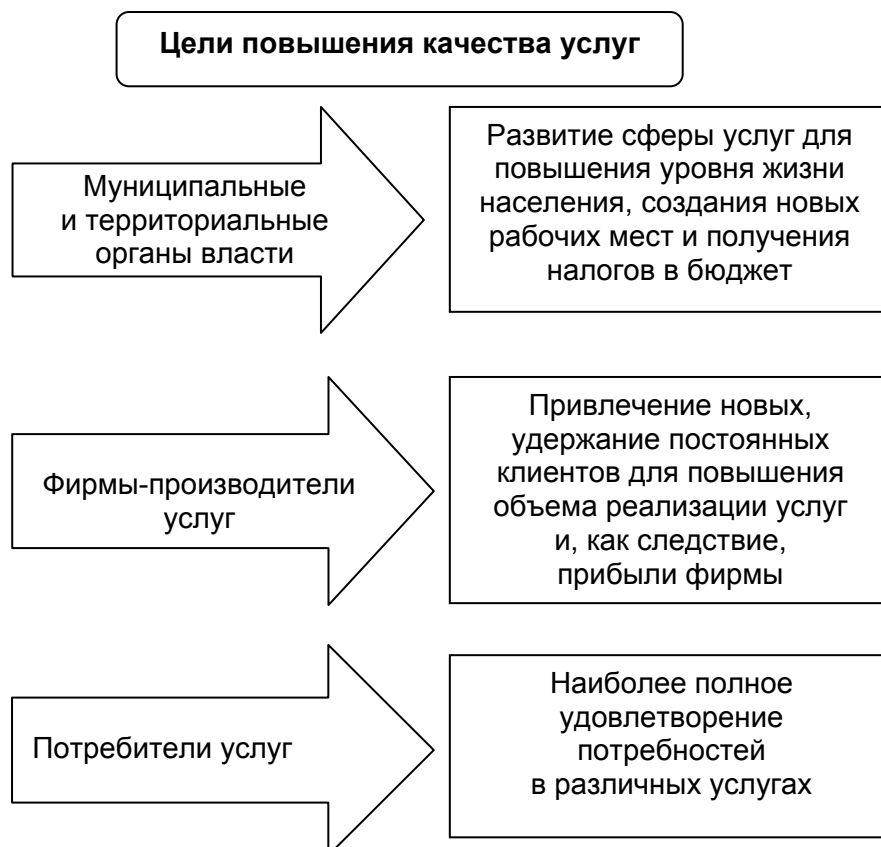 Цели повышения качества услуг
Муниципальные
и территориальные
органы власти
Развитие сферы услуг для
повышения уровня жизни
населения, создания новых
рабочих мест и получения
налогов в бюджет
Фирмы-производители
услуг
Привлечение новых,
удержание постоянных
клиентов для повышения
объема реализации услуг
и, как следствие,
прибыли фирмы
Потребители услуг
Наиболее полное
удовлетворение
потребностей
в различных услугах